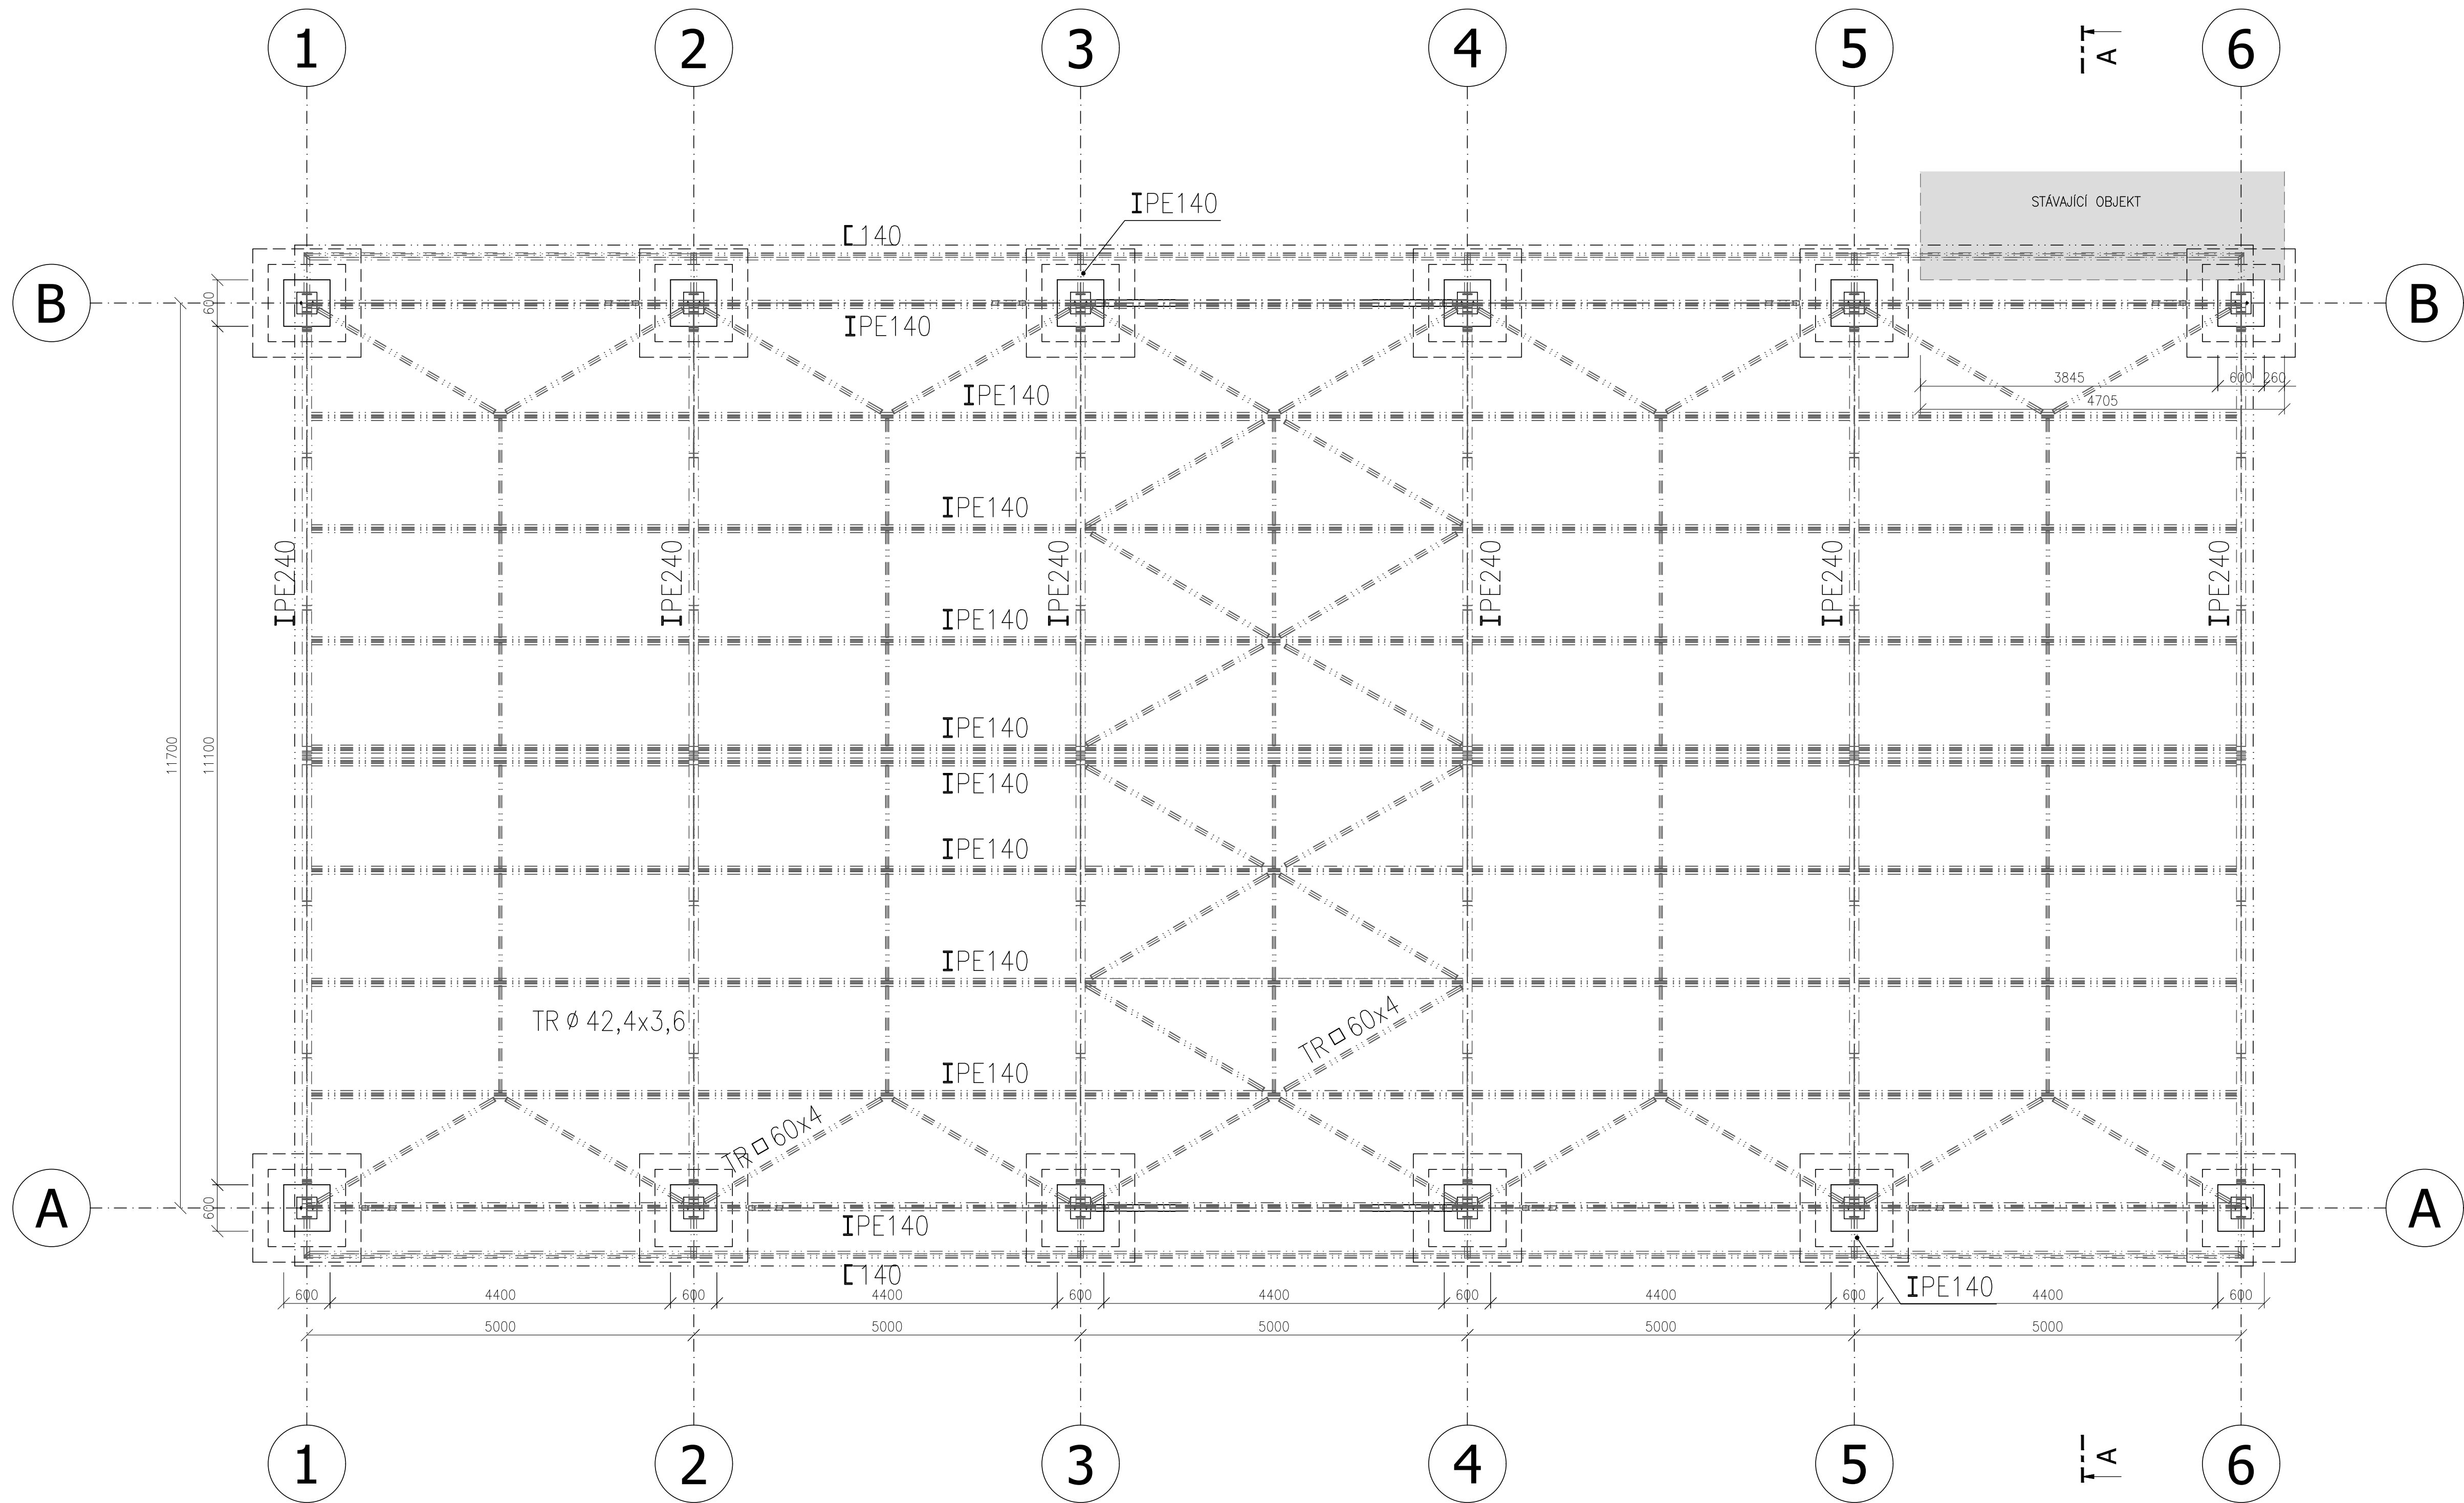 1 2 3 4 5 6
A
IPE140
STÁVAJÍCÍ OBJEKT
[140
B B
600
IPE140
3845 600 260
IPE140
4705
IPE140
IPE240 IPE240 IPE240 IPE240 IPE240 IPE240
IPE140
IPE140
11700 11100
IPE140
IPE140
IPE140
TR Ø 42,4x3,6
TR □ 60x4
IPE140
TR □ 60x4
A A
600
IPE140
[140
IPE140
600 4400 600 4400 600 4400 600 4400 600 4400 600
5000 5000 5000 5000 5000
1 2 3 4 5 6
A